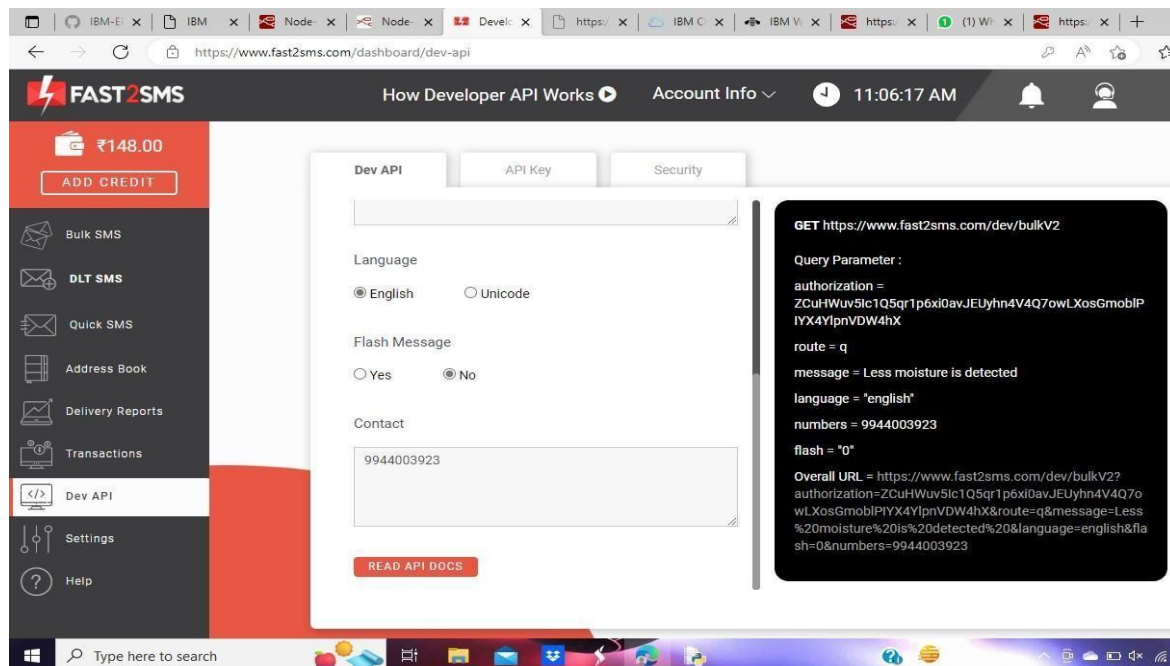 IBM-EI
IBM
Node-
Node-
Develo
https:/
IBM Cl
IBM W
https:/
(1) Wh
https:/
https://www.fast2sms.com/dashboard/dev-api
FAST2SMS
How Developer API Works
Account Info
11:06:17 AM
₹148.00
ADD CREDIT
Bulk SMS
DLT SMS
Quick SMS
Address Book
Delivery Reports
Transactions
Dev API
Settings
Help
Dev API
API Key
Security
Language
English
Unicode
Flash Message
Yes
No
Contact
9944003923
READ API DOCS
GET https://www.fast2sms.com/dev/bulkV2
Query Parameter :
authorization =
ZCuHWuv5Ic1Q5qr1p6xi0avJEUyhn4V4Q7owLXosGmoblP
IYX4YlpnVDW4hX
route = q
message = Less moisture is detected
language = "english"
numbers = 9944003923
flash = "0"
Overall URL = https://www.fast2sms.com/dev/bulkV2?
authorization=ZCuHWuv5Ic1Q5qr1p6xi0avJEUyhn4V4Q7o
wLXosGmoblPIYX4YlpnVDW4hX&route=q&message=Less
%20moisture%20is%20detected%20&language=english&fla
sh=0&numbers=9944003923
Type here to search